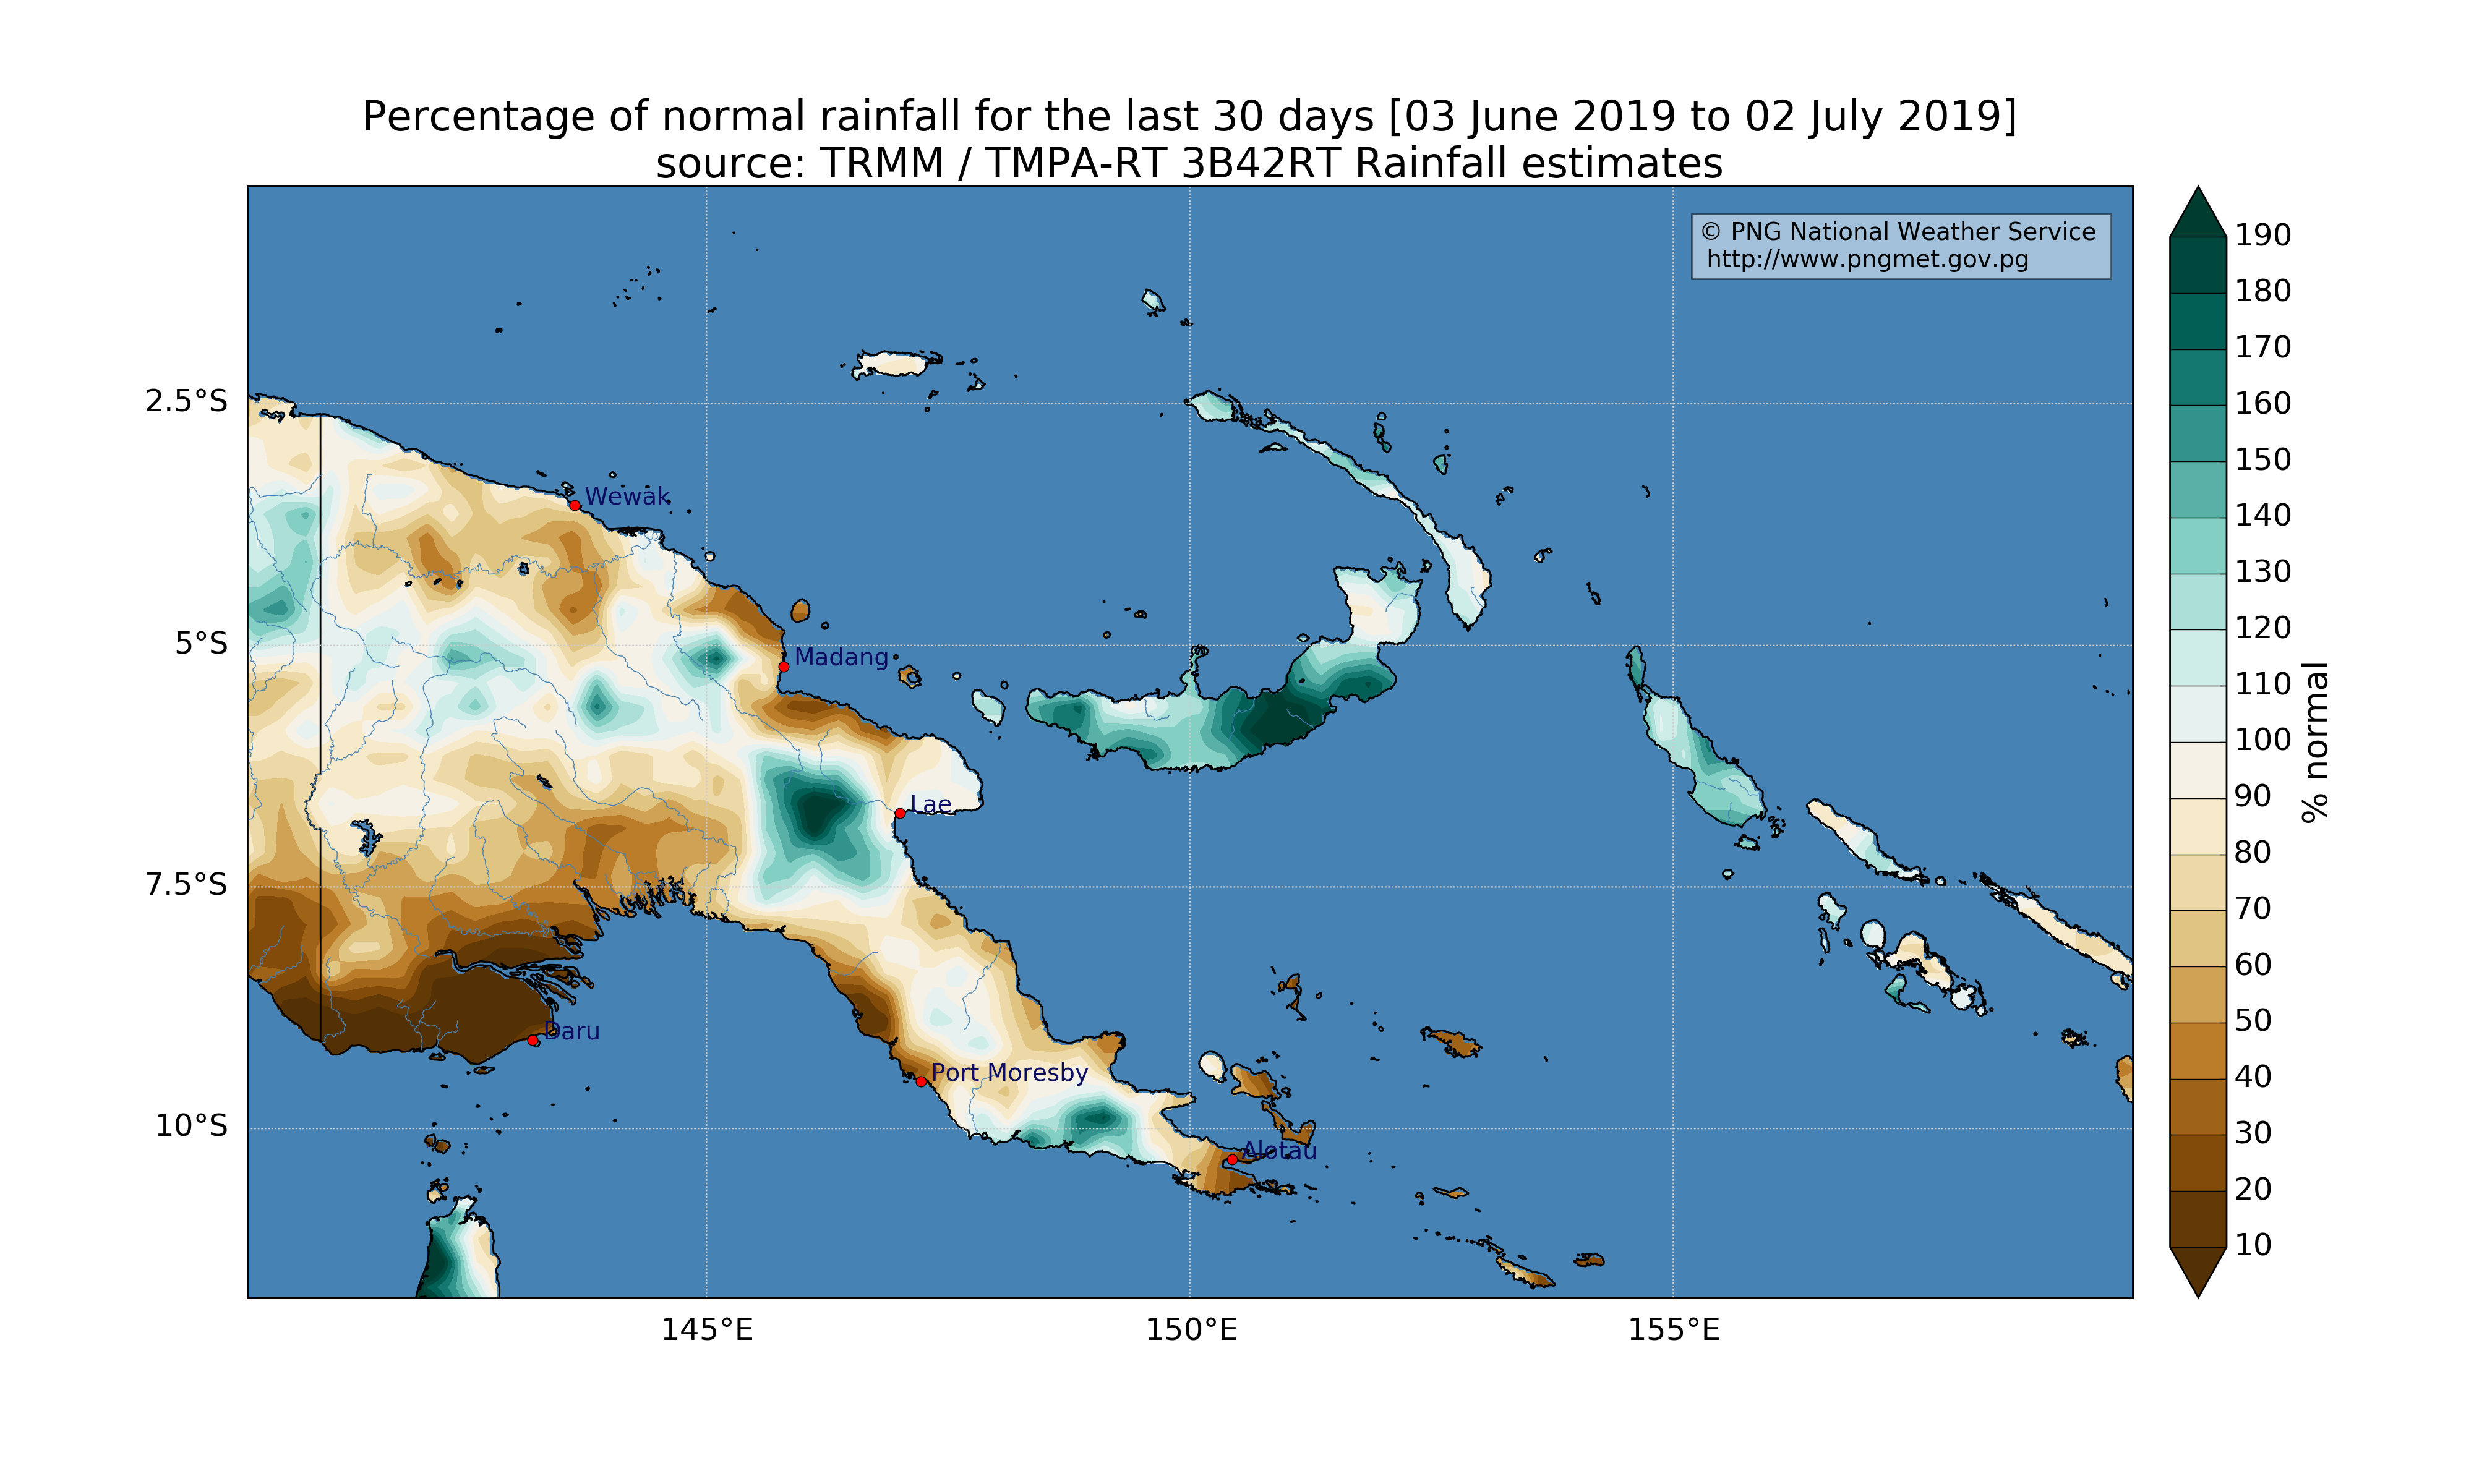 Percentage of normal rainfall for the last 30 days [03 June 2019 to 02 July 2019]
source: TRMM / TMPA-RT 3B42RT Rainfall estimates
© PNG National Weather Service
http://www.pngmet.gov.pg
190
180
170
160
150
140
130
120
110
100
90
80
70
60
50
40
30
20
10
% normal
2.5°S
5°S
7.5°S
10°S
Wewak
Madang
Lae
Daru
Port Moresby
Alotau
145°E
150°E
155°E